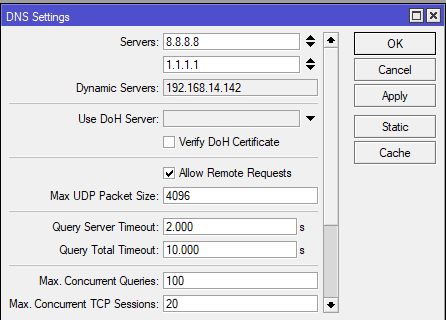 DNS Settings
Servers: 8.8.8.8
OK
1.1.1.1
Cancel
Dynamic Servers: 192.168.14.142
Apply
Use DoH Server:
Static
Verify DoH Certificate
Cache
Allow Remote Requests
Max UDP Packet Size: 4096
Query Server Timeout: 2.000 s
Query Total Timeout: 10.000 s
Max. Concurrent Queries: 100
Max. Concurrent TCP Sessions: 20